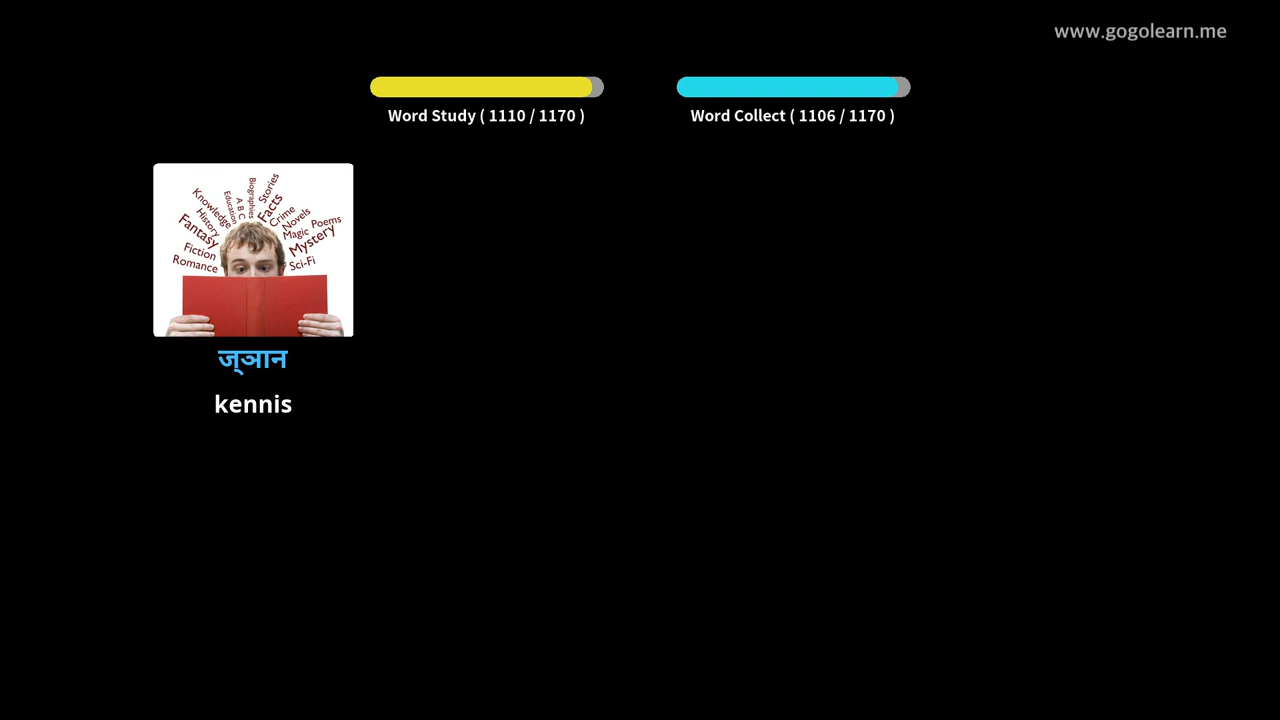 www.gogolearn.me
Word Study ( 1110 / 1170 )
Word Collect ( 1106 / 1170 )
Knowledge
History
Fantasy
Fiction
Romance
Education
A B C
Biographies
Stories
Facts
Crime
Novels
Magic
Poems
Mystery
Sci-Fi
ज्ञान
kennis